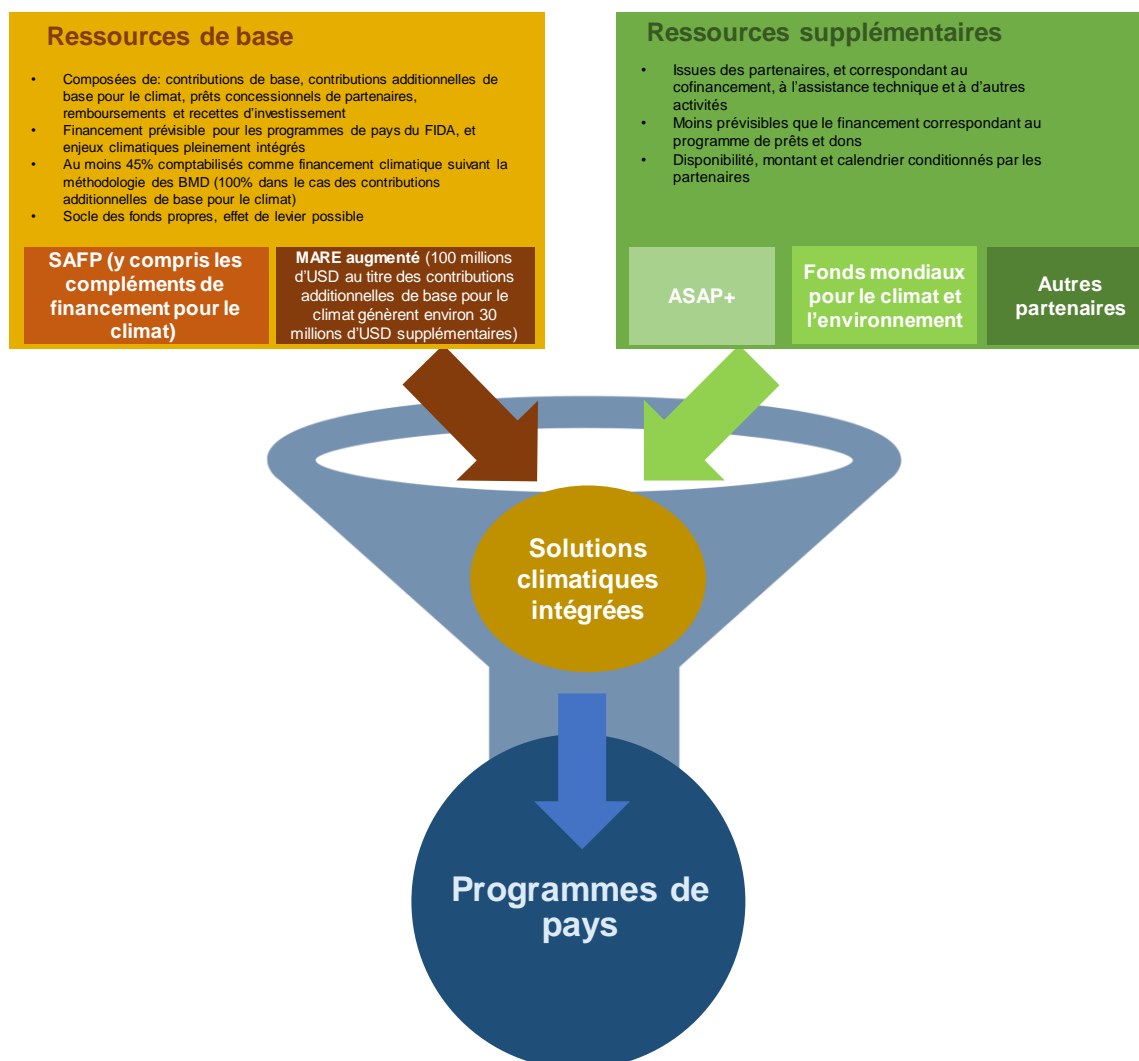 Ressources de base
• Composées de: contributions de base, contributions additionnelles de
base pour le climat, prêts concessionnels de partenaires,
remboursements et recettes d'investissement
• Financement prévisible pour les programmes de pays du FIDA, et
enjeux climatiques pleinement intégrés
• Au moins 45% comptabilisés comme financement climatique suivant la
méthodologie des BMD (100% dans le cas des contributions
additionnelles de base pour le climat)
• Socle des fonds propres, effet de levier possible
SAFP (y compris les
compléments de
financement pour le
climat)
MARE augmenté (100 millions
d'USD au titre des contributions
additionnelles de base pour le
climat génèrent environ 30
millions d'USD supplémentaires)
Ressources supplémentaires
• Issues des partenaires, et correspondant au
cofinancement, à l'assistance technique et à d'autres
activités
• Moins prévisibles que le financement correspondant au
programme de prêts et dons
• Disponibilité, montant et calendrier conditionnés par les
partenaires
ASAP+
Fonds mondiaux
pour le climat et
l'environnement
Autres
partenaires
Solutions
climatiques
intégrées
Programmes de
pays